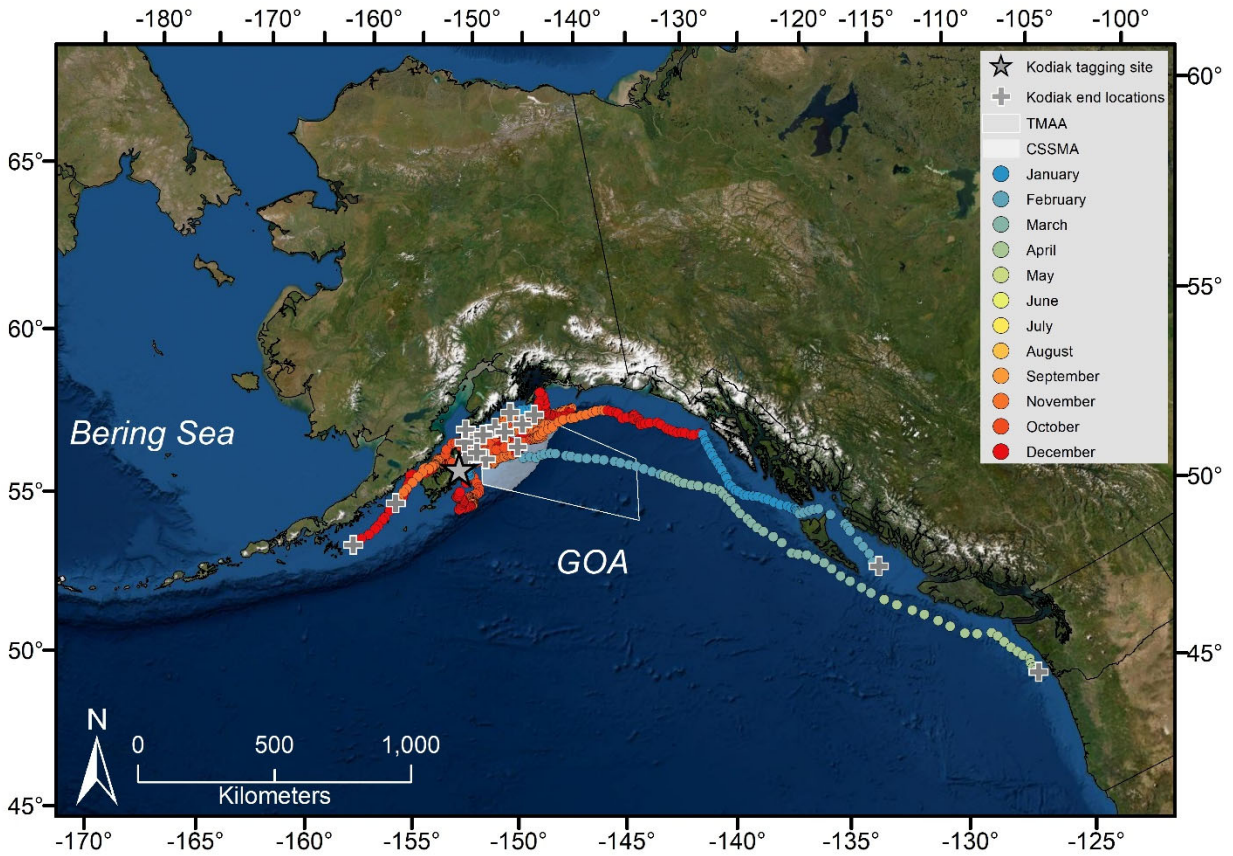 -180° -170° -160° -150° -140° -130° -120° -115° -110° -105° -100°
Kodiak tagging site
Kodiak end locations
TMAA
CSSMA
January
February
March
April
May
June
July
August
September
November
October
December
60°
65°
55°
60°
Bering Sea
50°
55°
GOA
50°
45°
N
0 500 1,000
Kilometers
45°
-170° -165° -160° -155° -150° -145° -140° -135° -130° -125°